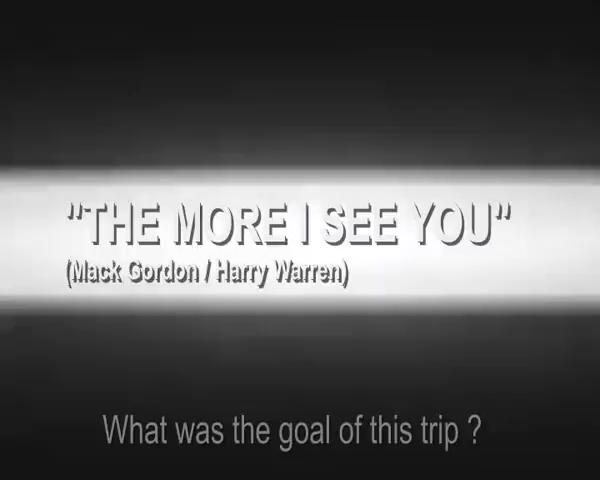 "THE MORE I SEE YOU"
(Mack Gordon / Harry Warren)
What was the goal of this trip ?